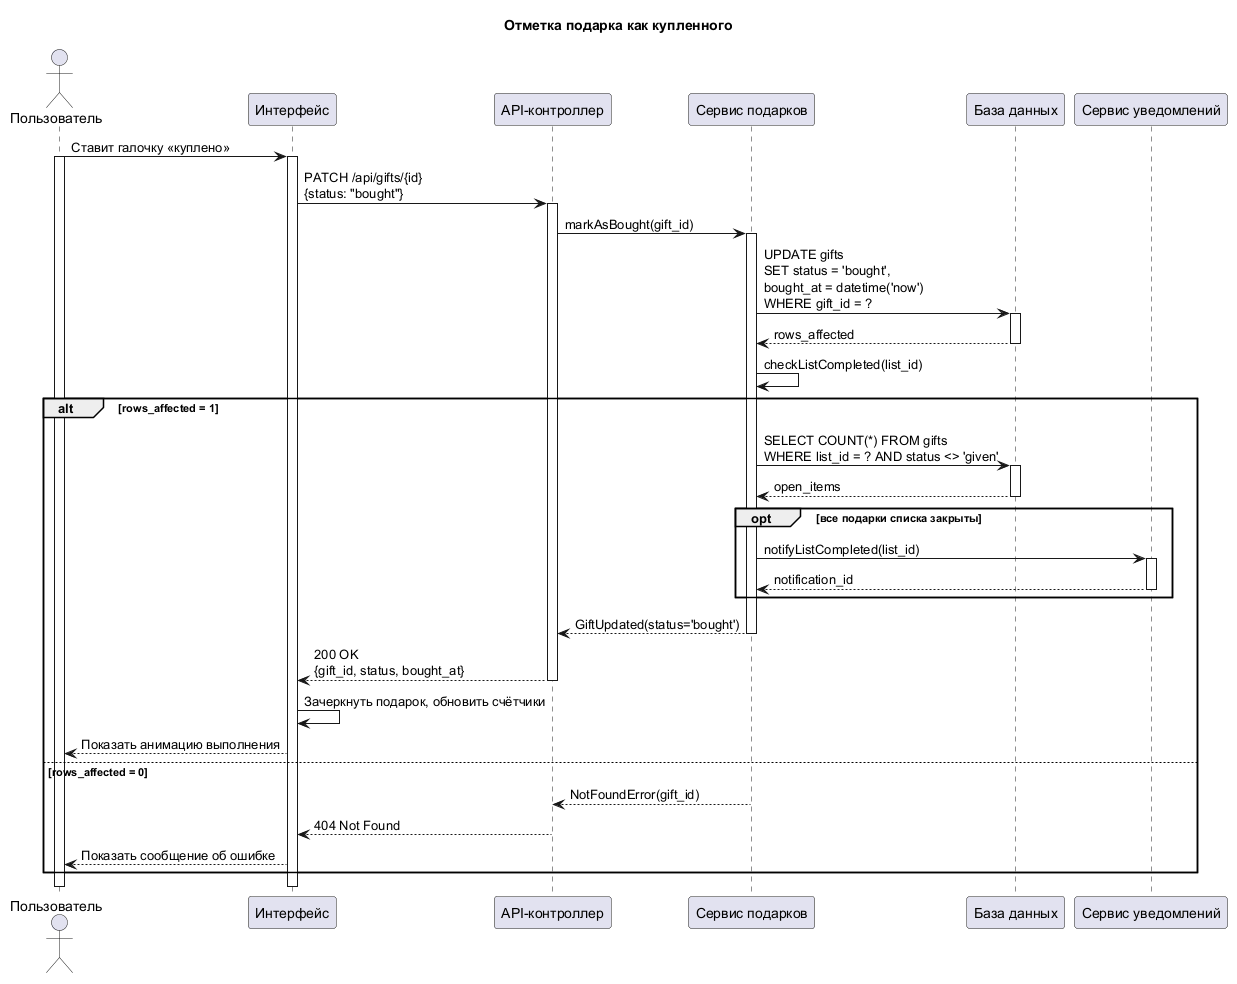 Отметка подарка как купленного
Пользователь
Интерфейс
API-контроллер
Сервис подарков
База данных
Сервис уведомлений
Ставит галочку «куплено»
PATCH /api/gifts/{id}
{status: "bought"}
markAsBought(gift_id)
UPDATE gifts
SET status = 'bought',
bought_at = datetime('now')
WHERE gift_id = ?
rows_affected
checkListCompleted(list_id)
alt
[rows_affected = 1]
SELECT COUNT(*) FROM gifts
WHERE list_id = ? AND status <> 'given'
open_items
opt
[все подарки списка закрыты]
notifyListCompleted(list_id)
notification_id
GiftUpdated(status='bought')
200 OK
{gift_id, status, bought_at}
Зачеркнуть подарок, обновить счётчики
Показать анимацию выполнения
[rows_affected = 0]
NotFoundError(gift_id)
404 Not Found
Показать сообщение об ошибке
Пользователь
Интерфейс
API-контроллер
Сервис подарков
База данных
Сервис уведомлений